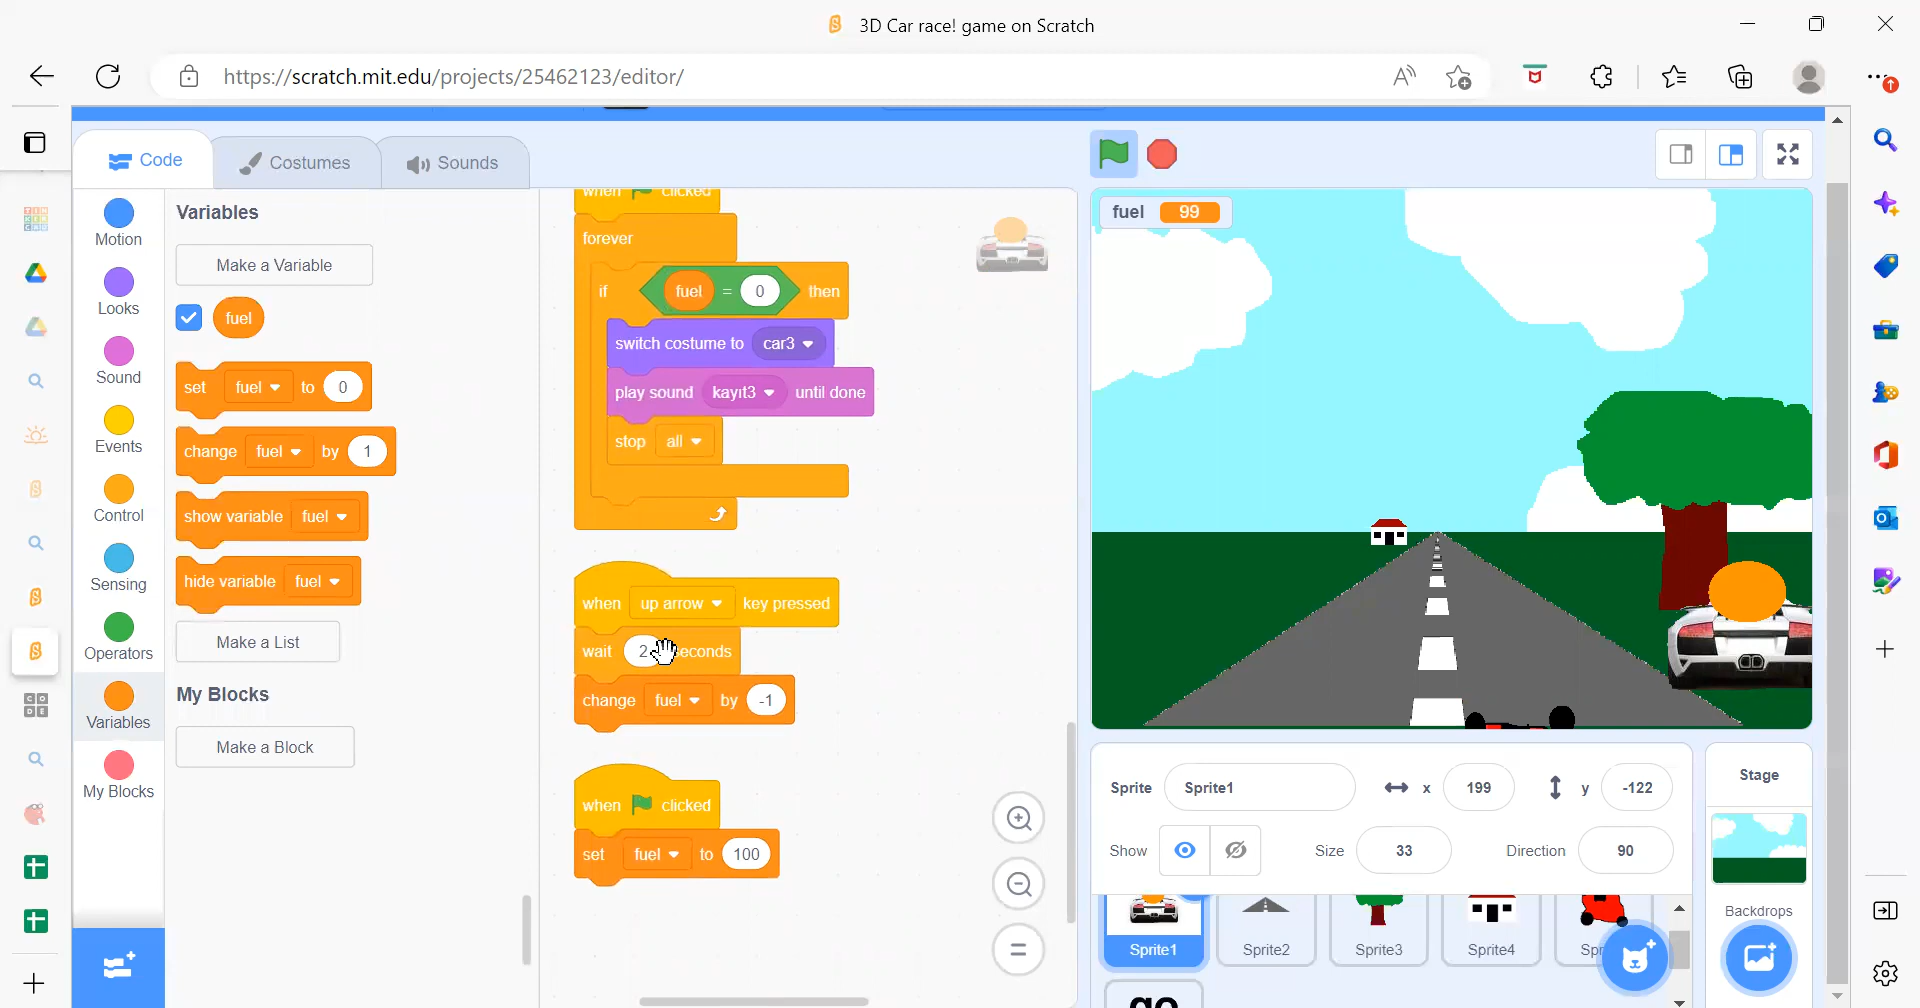 3D Car race! game on Scratch
https://scratch.mit.edu/projects/25462123/editor/
Code
Costumes
Sounds
Motion
Looks
Sound
Events
Control
Sensing
Operators
Variables
My Blocks
Variables
Make a Variable
fuel
set fuel to 0
change fuel by 1
show variable fuel
hide variable fuel
Make a List
My Blocks
Make a Block
when clicked
forever
if fuel = 0 then
switch costume to car3
play sound kayıt3 until done
stop all
when up arrow key pressed
wait 2 seconds
change fuel by -1
when clicked
set fuel to 100
fuel 99
Sprite Sprite1 x 199 y -122
Show Size 33 Direction 90
Sprite1
Sprite2
Sprite3
Sprite4
Spr
go
Stage
Backdrops